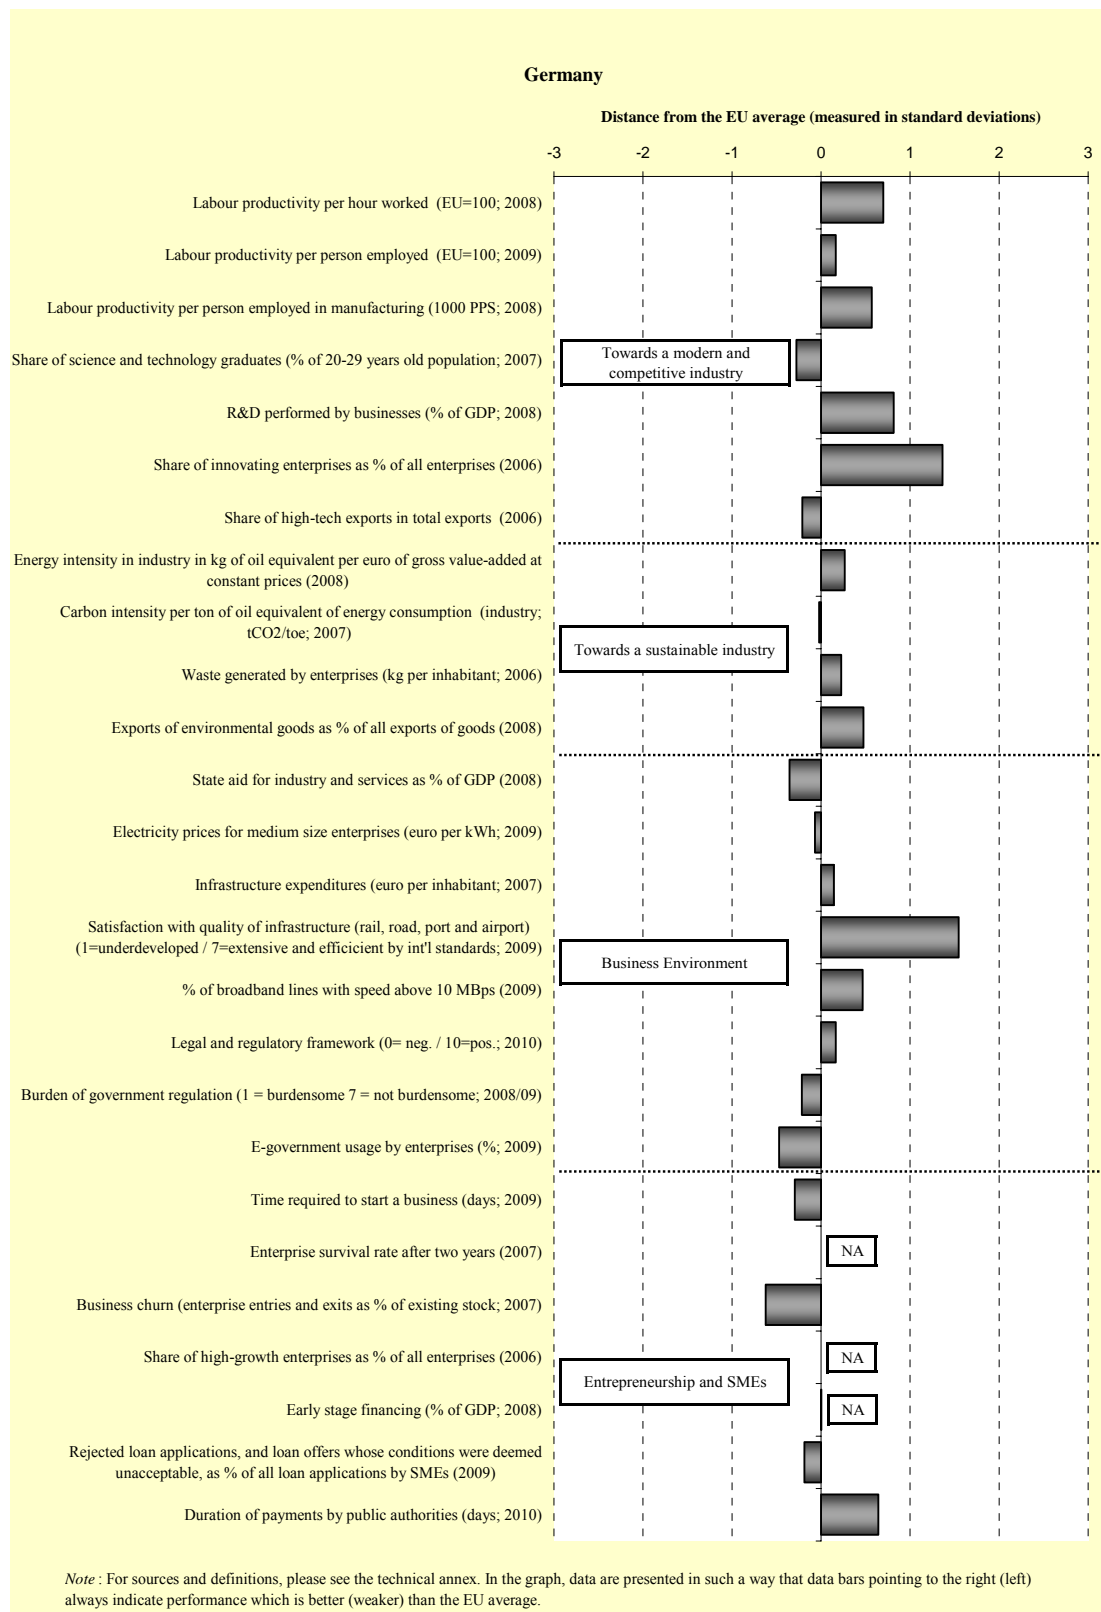 Germany
Distance from the EU average (measured in standard deviations)
-3 -2 -1 0 1 2 3
Labour productivity per hour worked (EU=100; 2008)
Labour productivity per person employed (EU=100; 2009)
Labour productivity per person employed in manufacturing (1000 PPS; 2008)
Share of science and technology graduates (% of 20-29 years old population; 2007)
Towards a modern and
competitive industry
R&D performed by businesses (% of GDP; 2008)
Share of innovating enterprises as % of all enterprises (2006)
Share of high-tech exports in total exports (2006)
Energy intensity in industry in kg of oil equivalent per euro of gross value-added at
constant prices (2008)
Carbon intensity per ton of oil equivalent of energy consumption (industry;
tCO2/toe; 2007)
Towards a sustainable industry
Waste generated by enterprises (kg per inhabitant; 2006)
Exports of environmental goods as % of all exports of goods (2008)
State aid for industry and services as % of GDP (2008)
Electricity prices for medium size enterprises (euro per kWh; 2009)
Infrastructure expenditures (euro per inhabitant; 2007)
Satisfaction with quality of infrastructure (rail, road, port and airport)
(1=underdeveloped / 7=extensive and efficicient by int'l standards; 2009)
Business Environment
% of broadband lines with speed above 10 MBps (2009)
Legal and regulatory framework (0= neg. / 10=pos.; 2010)
Burden of government regulation (1 = burdensome 7 = not burdensome; 2008/09)
E-government usage by enterprises (%; 2009)
Time required to start a business (days; 2009)
Enterprise survival rate after two years (2007)
NA
Business churn (enterprise entries and exits as % of existing stock; 2007)
Share of high-growth enterprises as % of all enterprises (2006)
NA
Entrepreneurship and SMEs
Early stage financing (% of GDP; 2008)
NA
Rejected loan applications, and loan offers whose conditions were deemed
unacceptable, as % of all loan applications by SMEs (2009)
Duration of payments by public authorities (days; 2010)
Note : For sources and definitions, please see the technical annex. In the graph, data are presented in such a way that data bars pointing to the right (left)
always indicate performance which is better (weaker) than the EU average.